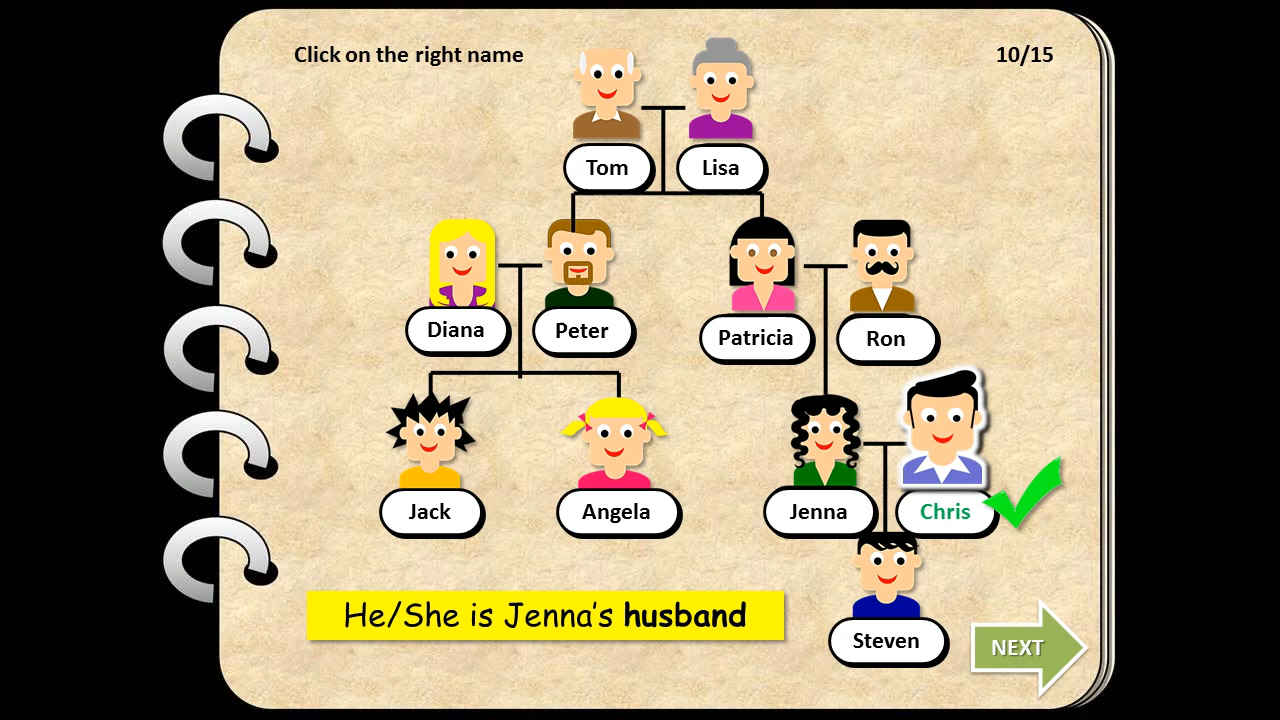 Click on the right name
10/15
Tom
Lisa
Diana
Peter
Patricia
Ron
Jack
Angela
Jenna
Chris
He/She is Jenna's husband
Steven
NEXT